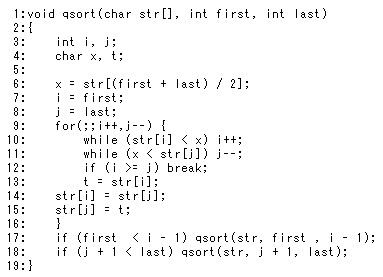 1:void qsort(char str[], int first, int last)
2:{
3:    int i, j;
4:    char x, t;
5:
6:    x = str[(first + last) / 2];
7:    i = first;
8:    j = last;
9:    for(;;i++,j--) {
10:        while (str[i] < x) i++;
11:        while (x < str[j]) j--;
12:        if (i >= j) break;
13:        t = str[i];
14:    str[i] = str[j];
15:    str[j] = t;
16:    }
17:    if (first  < i - 1) qsort(str, first , i - 1);
18:    if (j + 1 < last) qsort(str, j + 1, last);
19:}